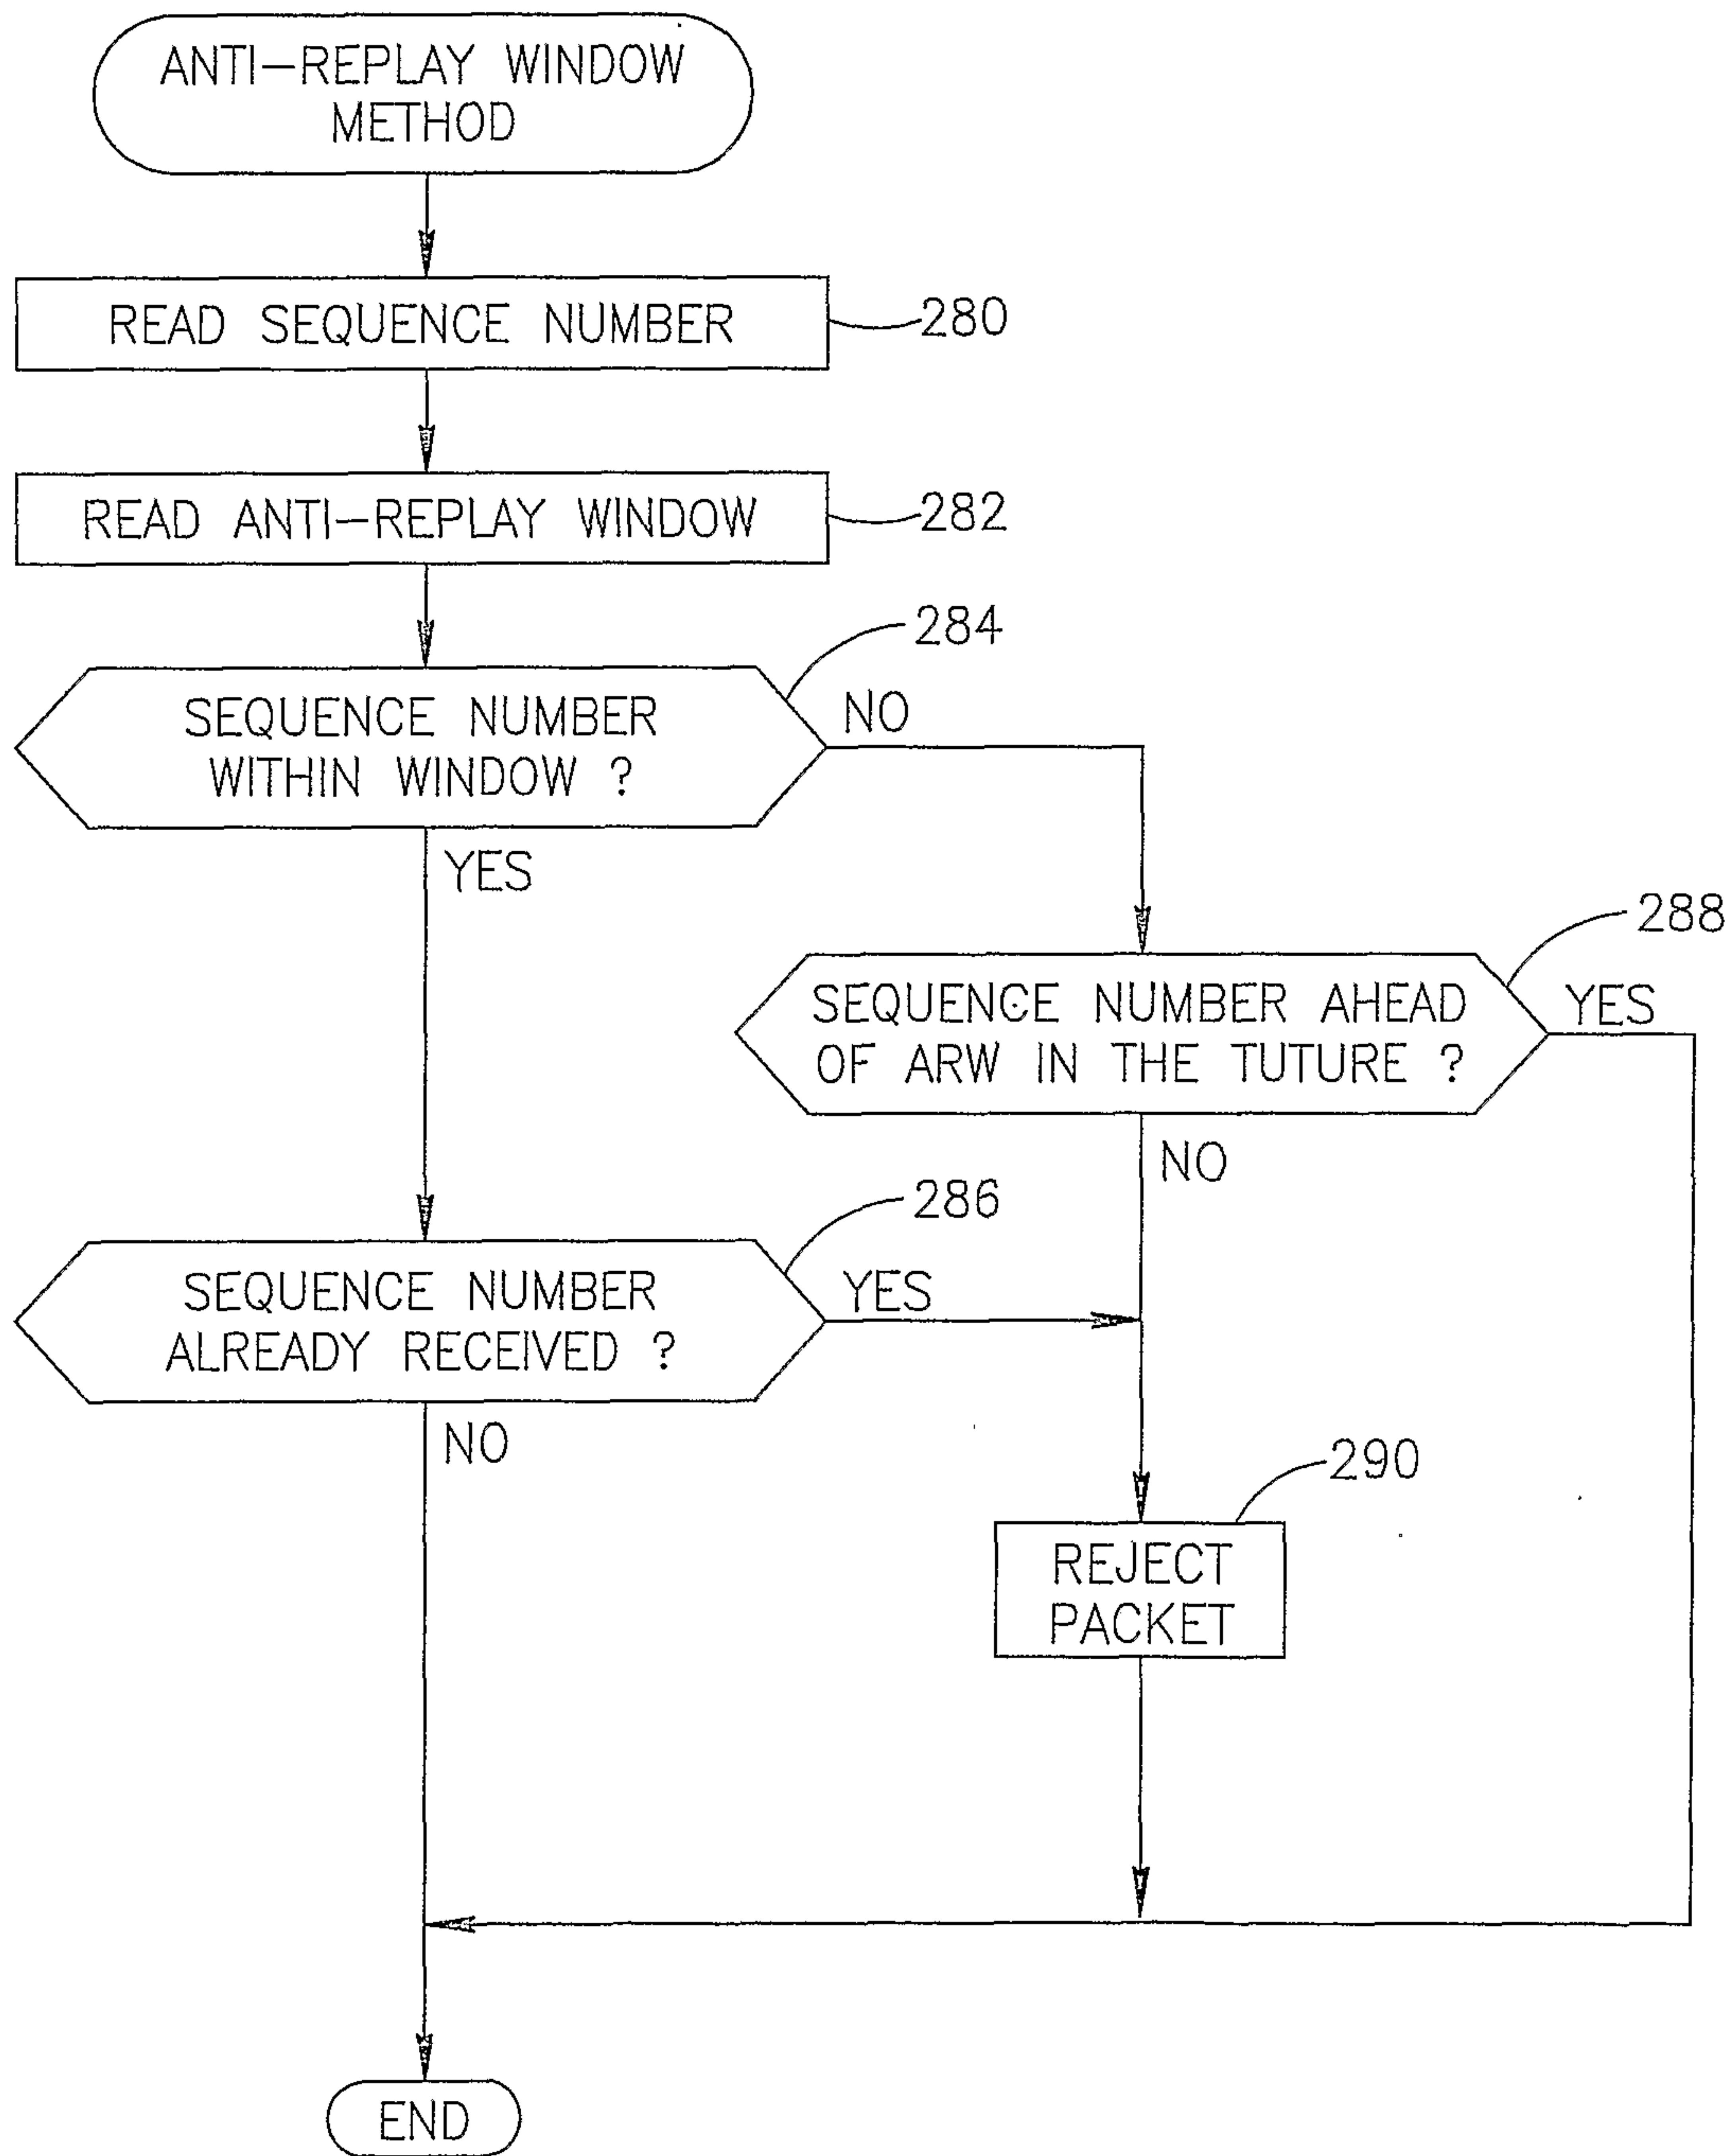 ANTI-REPLAY WINDOW
METHOD
READ SEQUENCE NUMBER
280
READ ANTI-REPLAY WINDOW
282
284
SEQUENCE NUMBER
WITHIN WINDOW ?
NO
YES
288
SEQUENCE NUMBER AHEAD
OF ARW IN THE TUTURE ?
YES
NO
286
SEQUENCE NUMBER
ALREADY RECEIVED ?
YES
NO
290
REJECT
PACKET
END